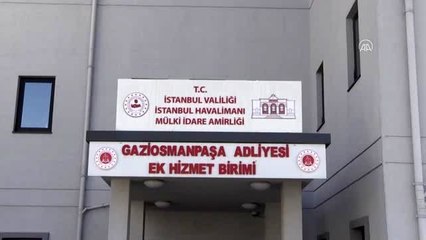 T.C.
İSTANBUL VALİLİĞİ
İSTANBUL HAVALİMANI
MÜLKİ İDARE AMİRLİĞİ
GAZİOSMANPAŞA ADLİYESİ
EK HİZMET BİRİMİ